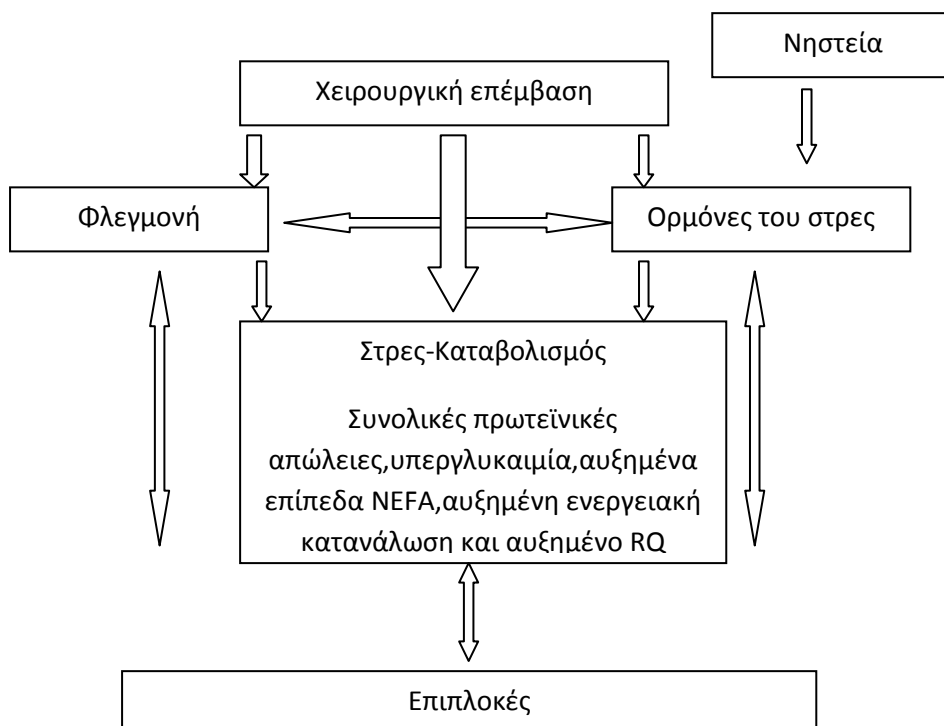 Νηστεία
Χειρουργική επέμβαση
Φλεγμονή
Ορμόνες του στρες
Στρες-Καταβολισμός
Συνολικές πρωτεϊνικές
απώλειες,υπεργλυκαιμία,αυξημένα
επίπεδα NEFA,αυξημένη ενεργειακή
κατανάλωση και αυξημένο RQ
Επιπλοκές